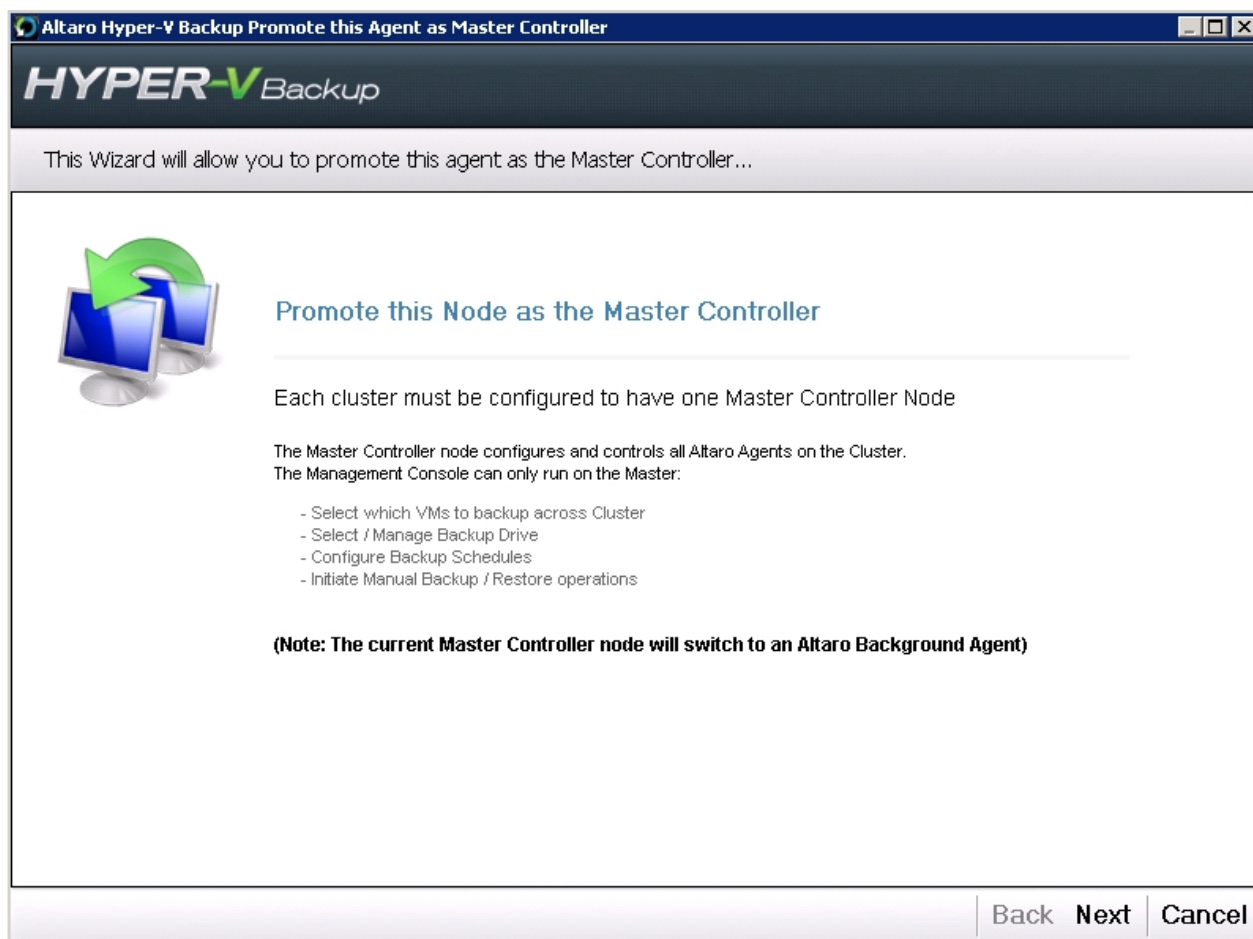 Altaro Hyper-V Backup Promote this Agent as Master Controller
HYPER-V Backup
This Wizard will allow you to promote this agent as the Master Controller...
Promote this Node as the Master Controller
Each cluster must be configured to have one Master Controller Node
The Master Controller node configures and controls all Altaro Agents on the Cluster.
The Management Console can only run on the Master:
- Select which VMs to backup across Cluster
- Select / Manage Backup Drive
- Configure Backup Schedules
- Initiate Manual Backup / Restore operations
(Note: The current Master Controller node will switch to an Altaro Background Agent)
Back Next Cancel